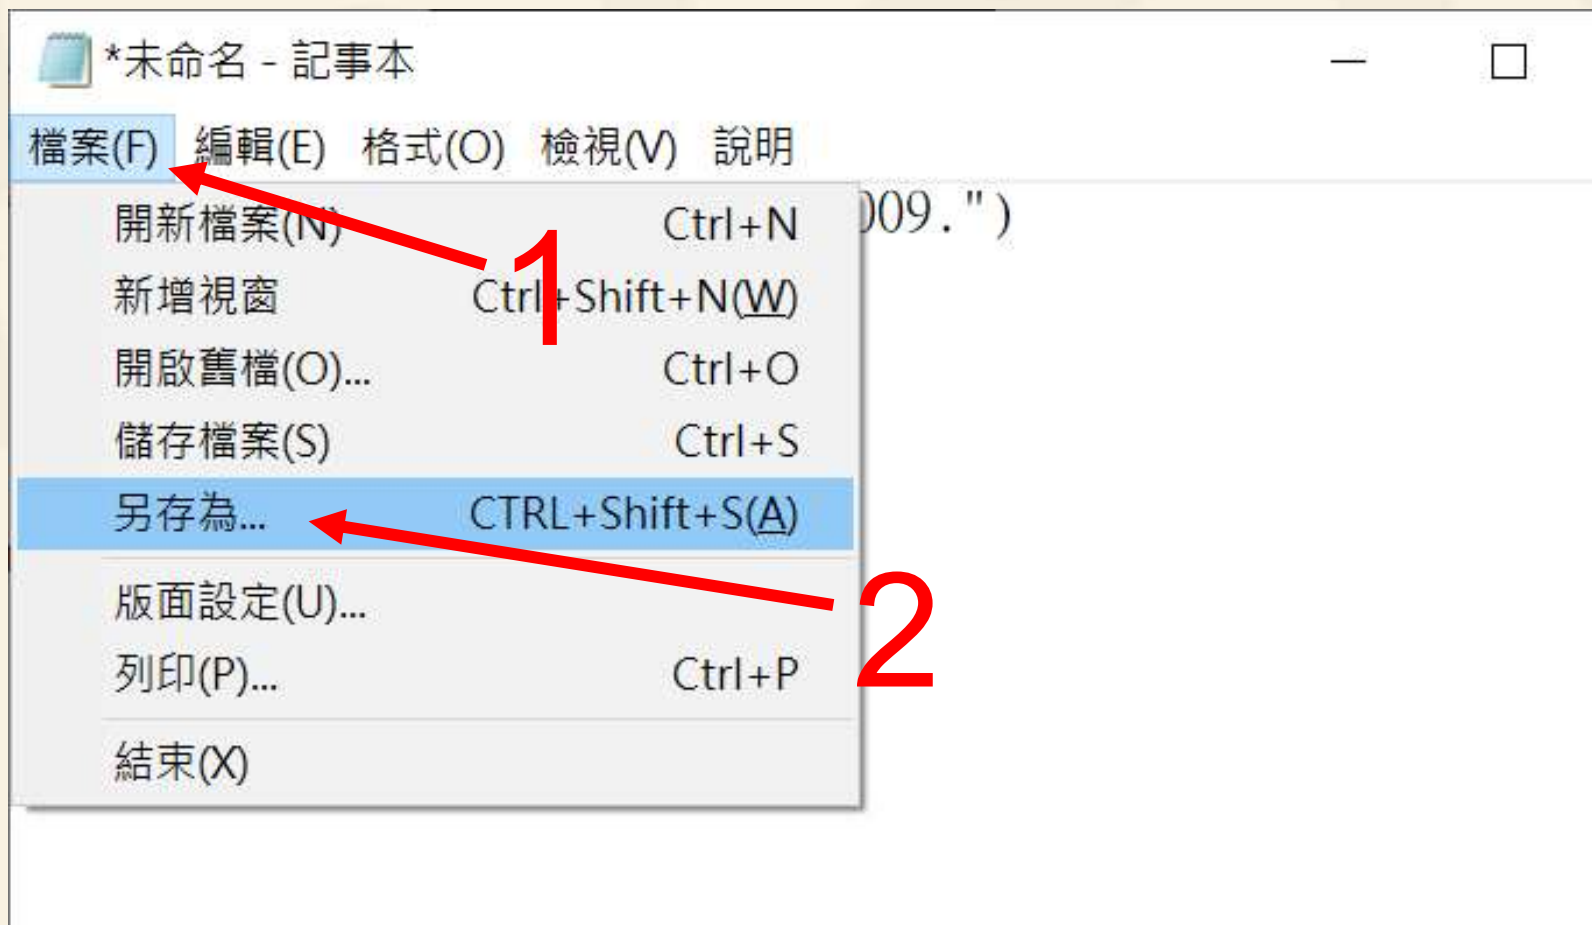 *未命名 - 記事本
檔案(F) 編輯(E) 格式(O) 檢視(V) 說明
開新檔案(N) Ctrl+N
009.")
1
新增視窗 Ctrl+Shift+N(W)
開啟舊檔(O)... Ctrl+O
儲存檔案(S) Ctrl+S
另存為... CTRL+Shift+S(A)
版面設定(U)...
2
列印(P)... Ctrl+P
結束(X)